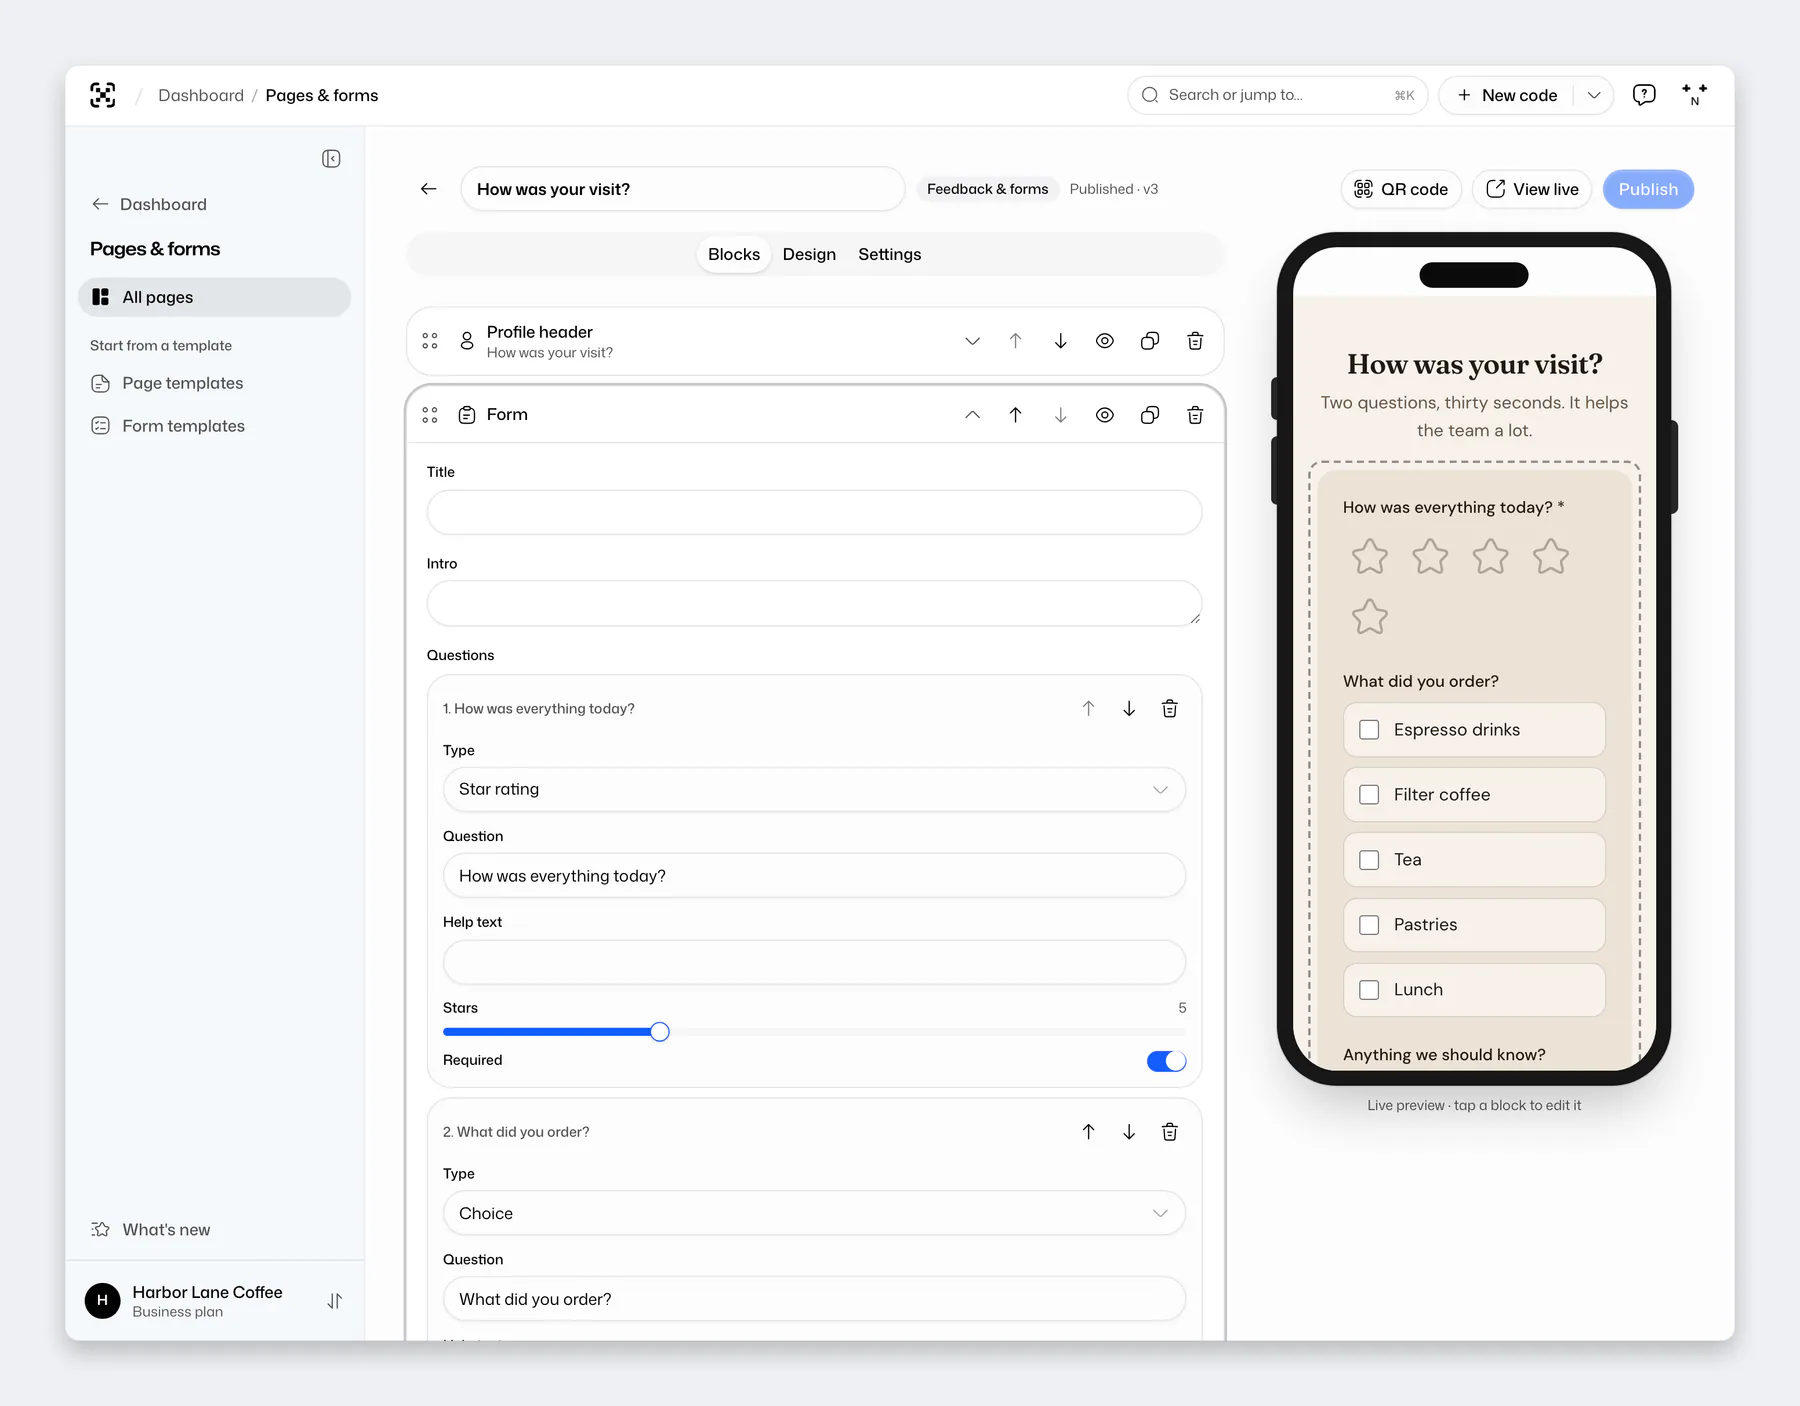 Dashboard / Pages & forms
Search or jump to... ⌘K
New code
N
Dashboard
Pages & forms
All pages
Start from a template
Page templates
Form templates
What's new
H
Harbor Lane Coffee
Business plan
How was your visit?
Feedback & forms
Published · v3
QR code
View live
Publish
Blocks
Design
Settings
Profile header
How was your visit?
Form
Title
Intro
Questions
1. How was everything today?
Type
Star rating
Question
How was everything today?
Help text
Stars 5
Required
2. What did you order?
Type
Choice
Question
What did you order?
How was your visit?
Two questions, thirty seconds. It helps
the team a lot.
How was everything today? *
What did you order?
Espresso drinks
Filter coffee
Tea
Pastries
Lunch
Anything we should know?
Live preview · tap a block to edit it